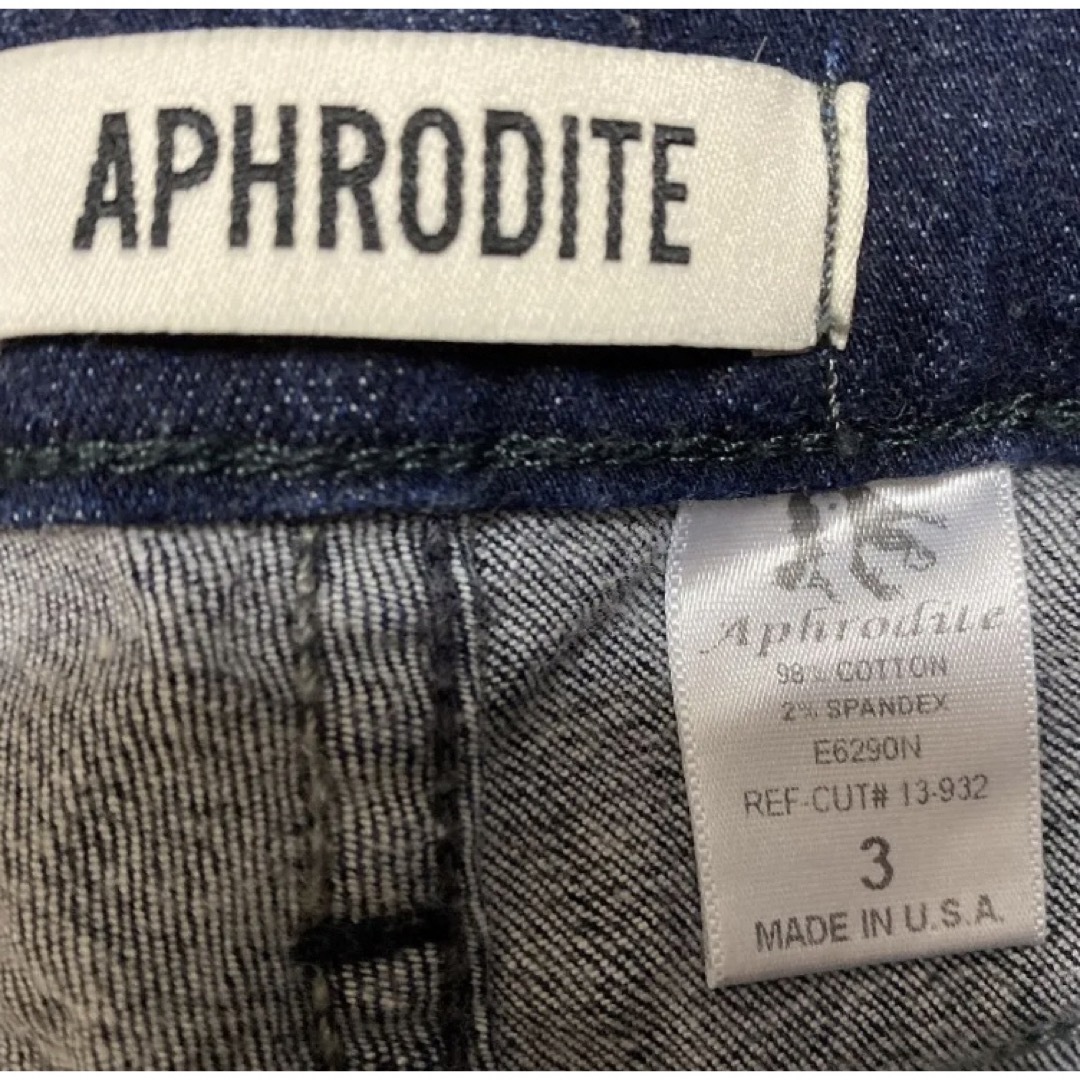 APHRODITE
Aphrodite
98% COTTON
2% SPANDEX
E6290N
REF-CUT# 13-932
3
MADE IN U.S.A.